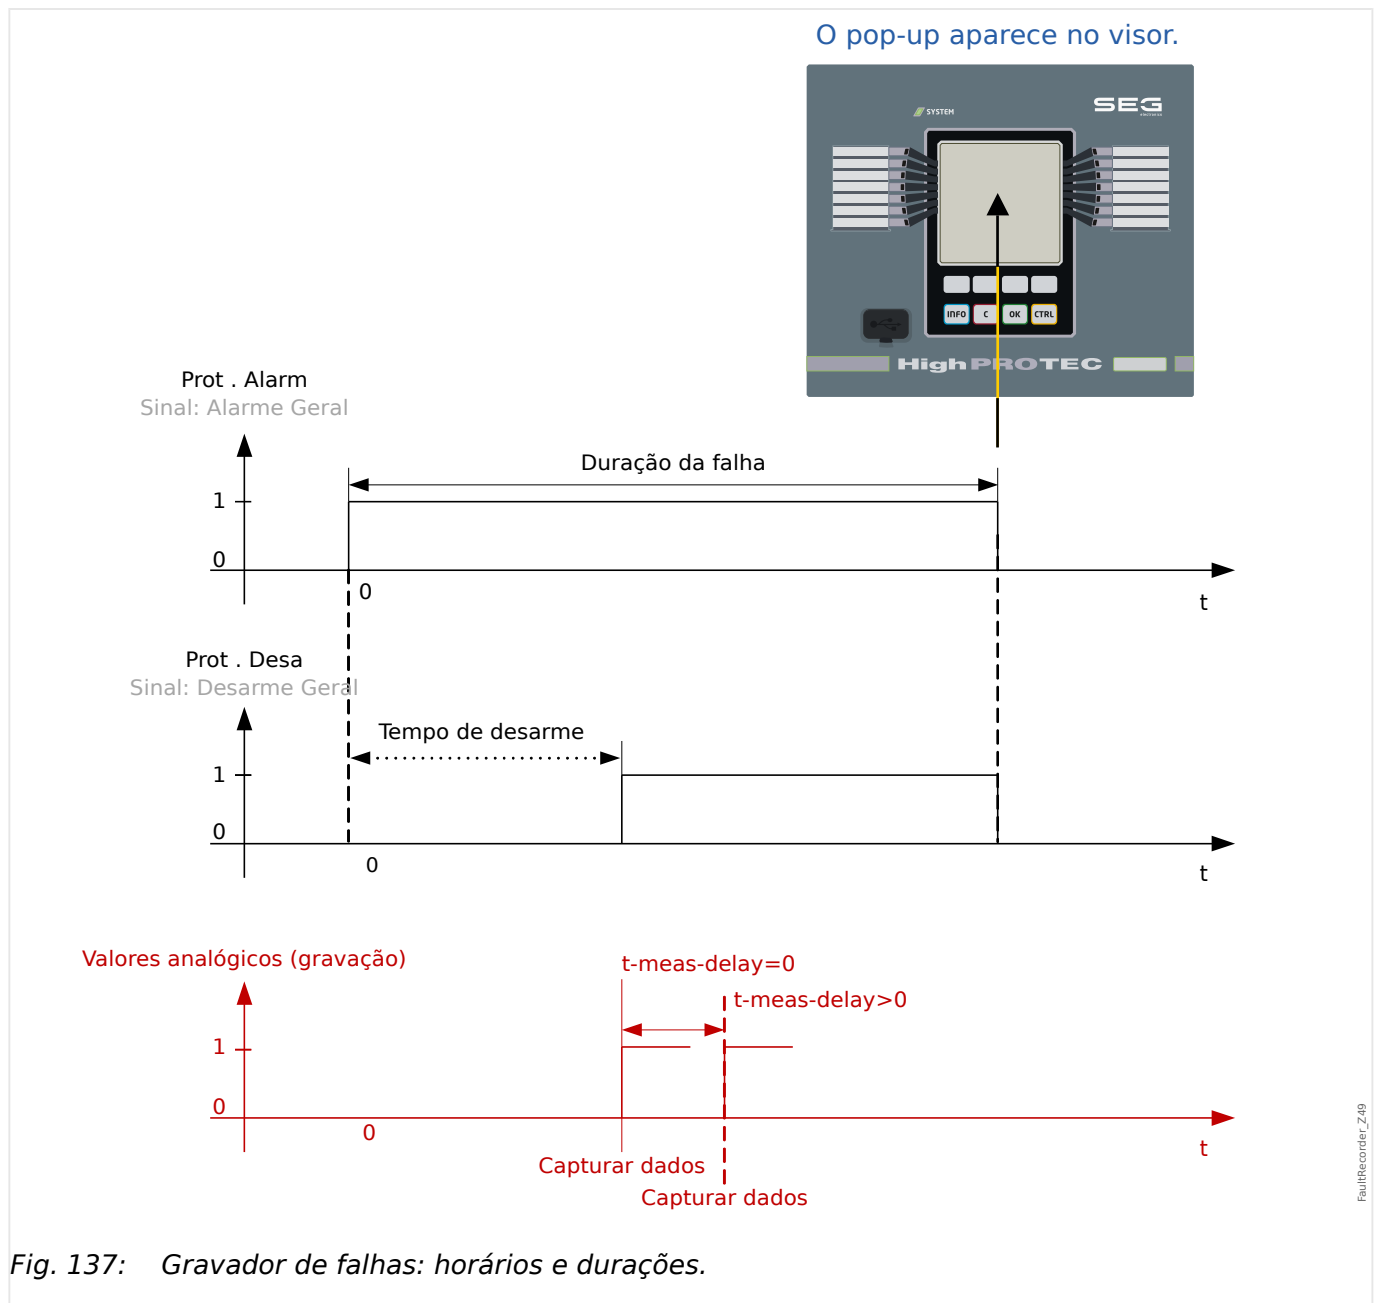 O pop-up aparece no visor.
SYSTEM
SEG
INFO C OK CTRL
HighPROTEC
Prot . Alarm
Sinal: Alarme Geral
Duração da falha
1
0
0
t
Prot . Desa
Sinal: Desarme Geral
Tempo de desarme
1
0
0
t
Valores analógicos (gravação)
t-meas-delay=0
t-meas-delay>0
1
0
0
t
Capturar dados
Capturar dados
FaultRecorder_Z49
Fig. 137: Gravador de falhas: horários e durações.